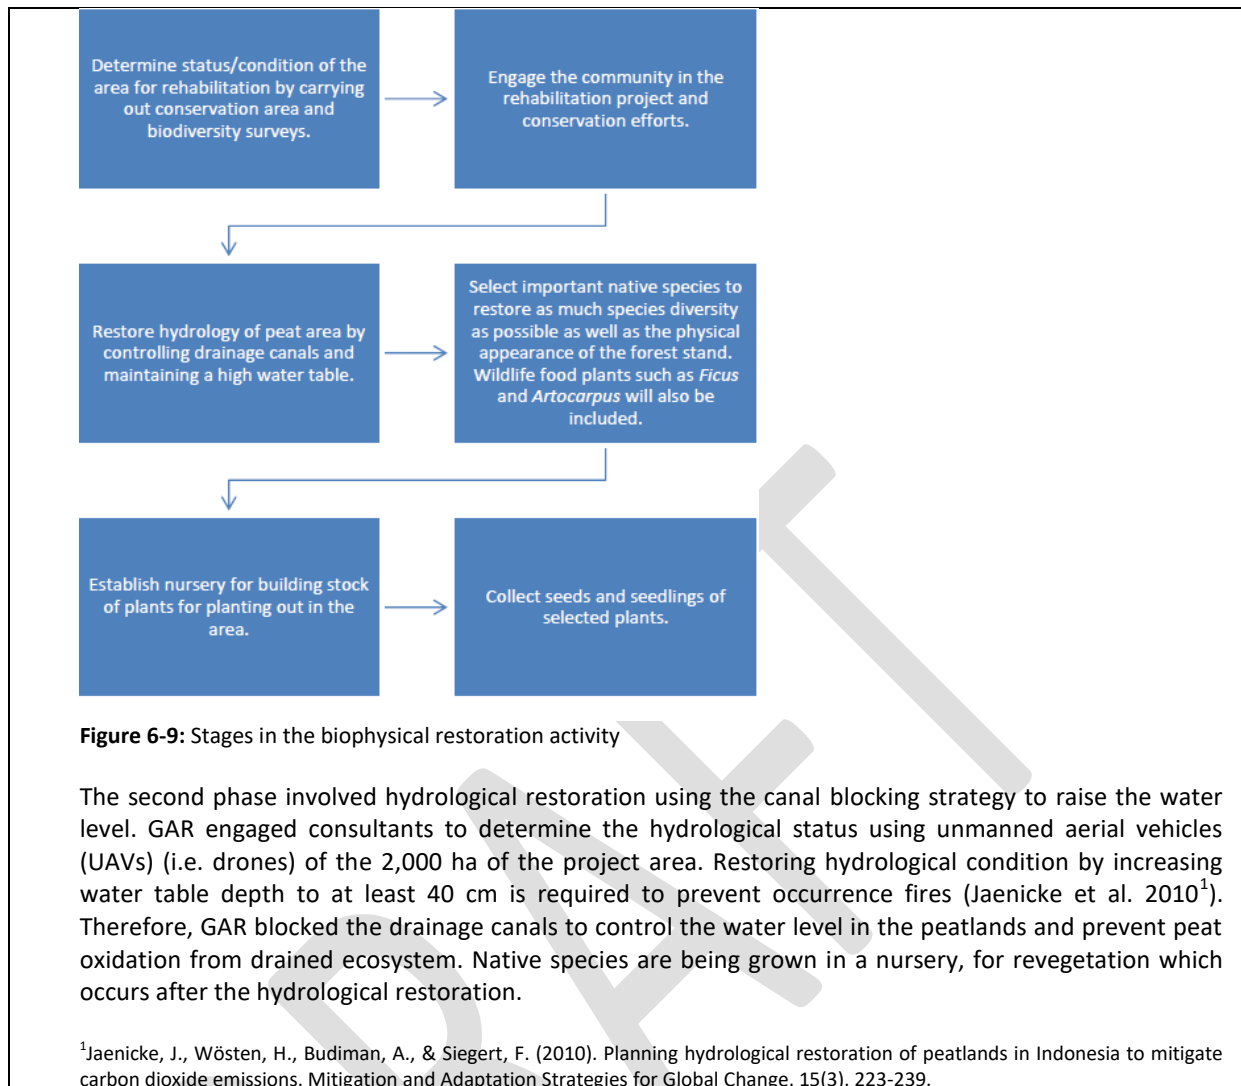 Determine status/condition of the
area for rehabilitation by carrying
out conservation area and
biodiversity surveys.
Engage the community in the
rehabilitation project and
conservation efforts.
Restore hydrology of peat area by
controlling drainage canals and
maintaining a high water table.
Select important native species to
restore as much species diversity
as possible as well as the physical
appearance of the forest stand.
Wildlife food plants such as Ficus
and Artocarpus will also be
included.
Establish nursery for building stock
of plants for planting out in the
area.
Collect seeds and seedlings of
selected plants.
Figure 6-9: Stages in the biophysical restoration activity
The second phase involved hydrological restoration using the canal blocking strategy to raise the water
level. GAR engaged consultants to determine the hydrological status using unmanned aerial vehicles
(UAVs) (i.e. drones) of the 2,000 ha of the project area. Restoring hydrological condition by increasing
water table depth to at least 40 cm is required to prevent occurrence fires (Jaenicke et al. 2010¹).
Therefore, GAR blocked the drainage canals to control the water level in the peatlands and prevent peat
oxidation from drained ecosystem. Native species are being grown in a nursery, for revegetation which
occurs after the hydrological restoration.
¹Jaenicke, J., Wösten, H., Budiman, A., & Siegert, F. (2010). Planning hydrological restoration of peatlands in Indonesia to mitigate
carbon dioxide emissions. Mitigation and Adaptation Strategies for Global Change, 15(3), 223-239.
DRAFT